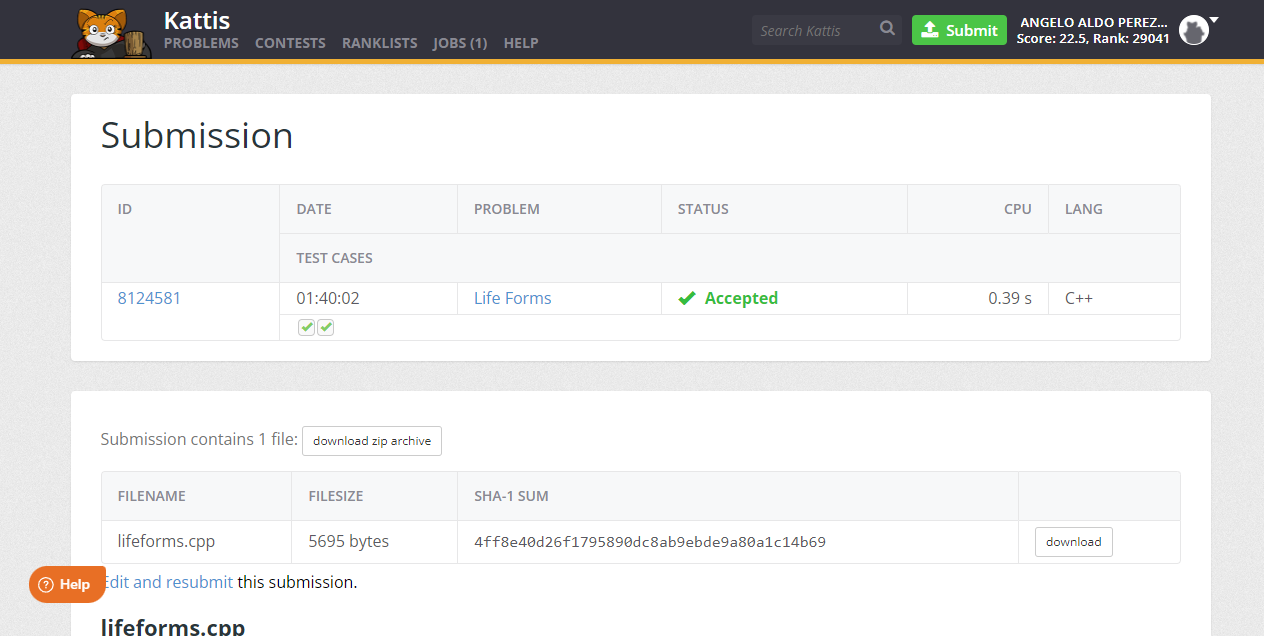 Kattis
PROBLEMS CONTESTS RANKLISTS JOBS (1) HELP
Search Kattis
Submit
ANGELO ALDO PEREZ...
Score: 22.5, Rank: 29041
Submission
ID DATE PROBLEM STATUS CPU LANG
TEST CASES
8124581 01:40:02 Life Forms Accepted 0.39 s C++
Submission contains 1 file: download zip archive
FILENAME FILESIZE SHA-1 SUM
lifeforms.cpp 5695 bytes 4ff8e40d26f1795890dc8ab9ebde9a80a1c14b69 download
Edit and resubmit this submission.
Help
lifeforms.cpp